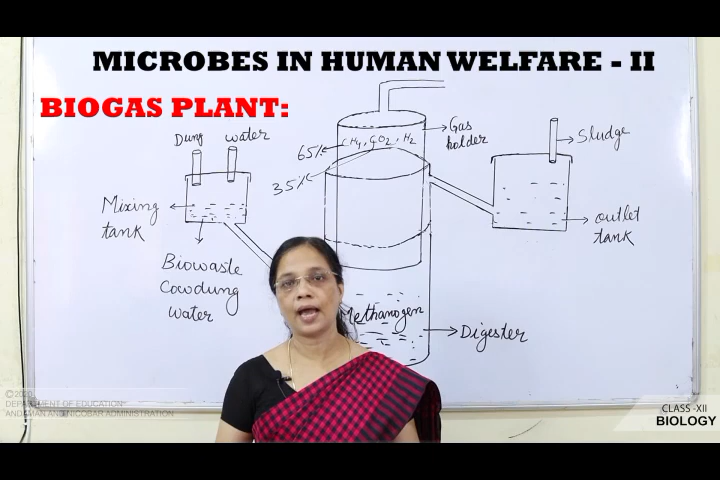 MICROBES IN HUMAN WELFARE - II
BIOGAS PLANT:
Dung
water
Gas
holder
65%
CH4, CO2, H2
35%
Sludge
Mixing
tank
outlet
tank
Biowaste
Cowdung
water
Methanogen
Digester
©2020
DEPARTMENT OF EDUCATION
ANDAMAN AND NICOBAR ADMINISTRATION
CLASS -XII
BIOLOGY